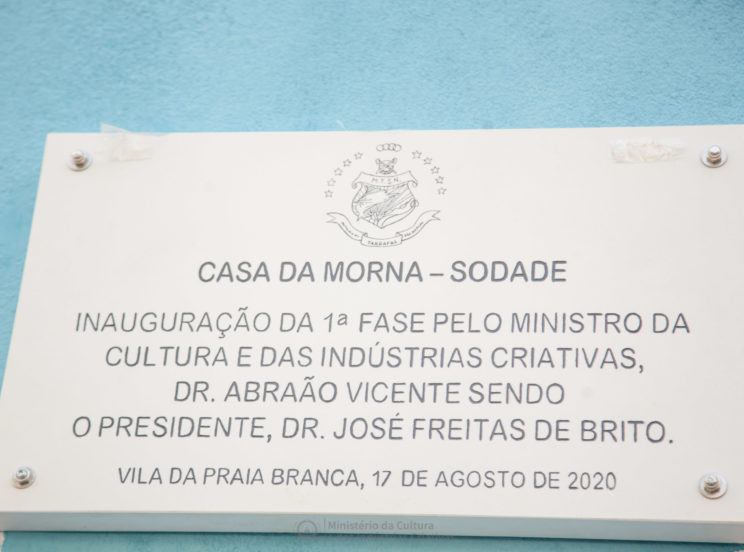 M.T.S.N.
TARRAFAL
CASA DA MORNA – SODADE
INAUGURAÇÃO DA 1ª FASE PELO MINISTRO DA
CULTURA E DAS INDÚSTRIAS CRIATIVAS,
DR. ABRAÃO VICENTE SENDO
O PRESIDENTE, DR. JOSÉ FREITAS DE BRITO.
VILA DA PRAIA BRANCA, 17 DE AGOSTO DE 2020
Ministério da Cultura